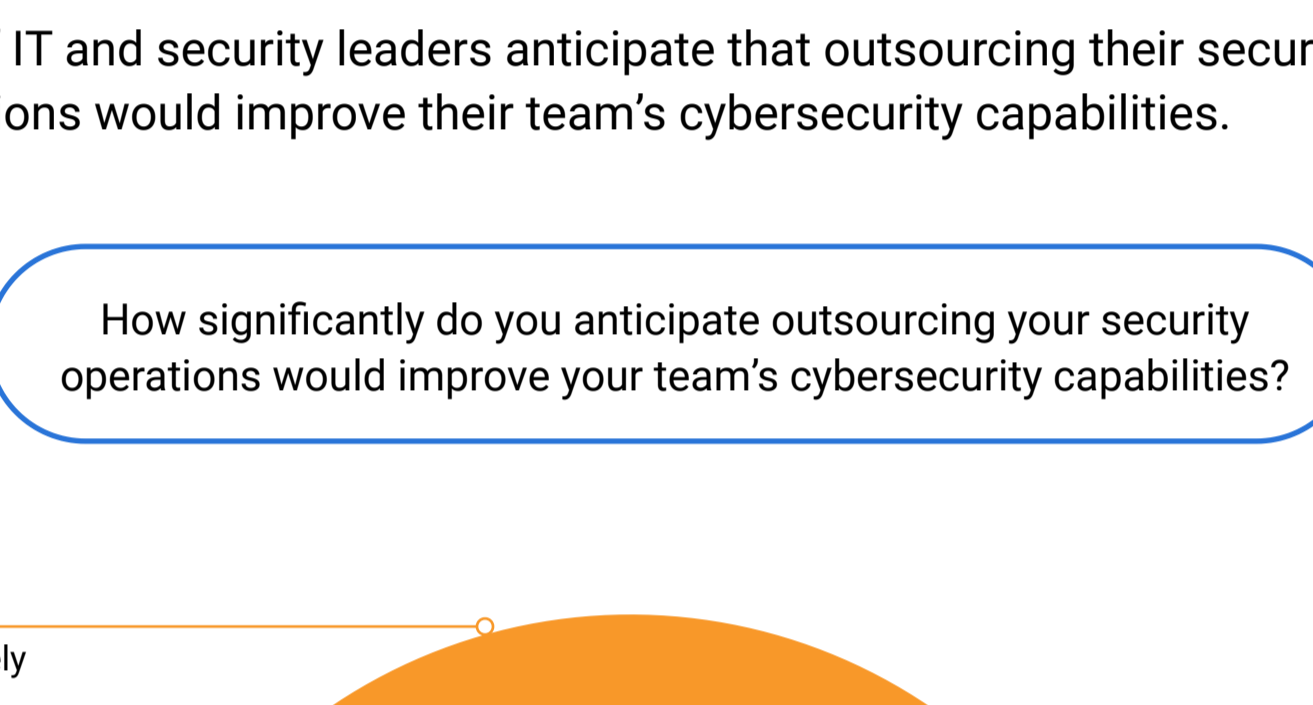 IT and security leaders anticipate that outsourcing their secur
ons would improve their team’s cybersecurity capabilities.
How significantly do you anticipate outsourcing your security
operations would improve your team’s cybersecurity capabilities?
ly